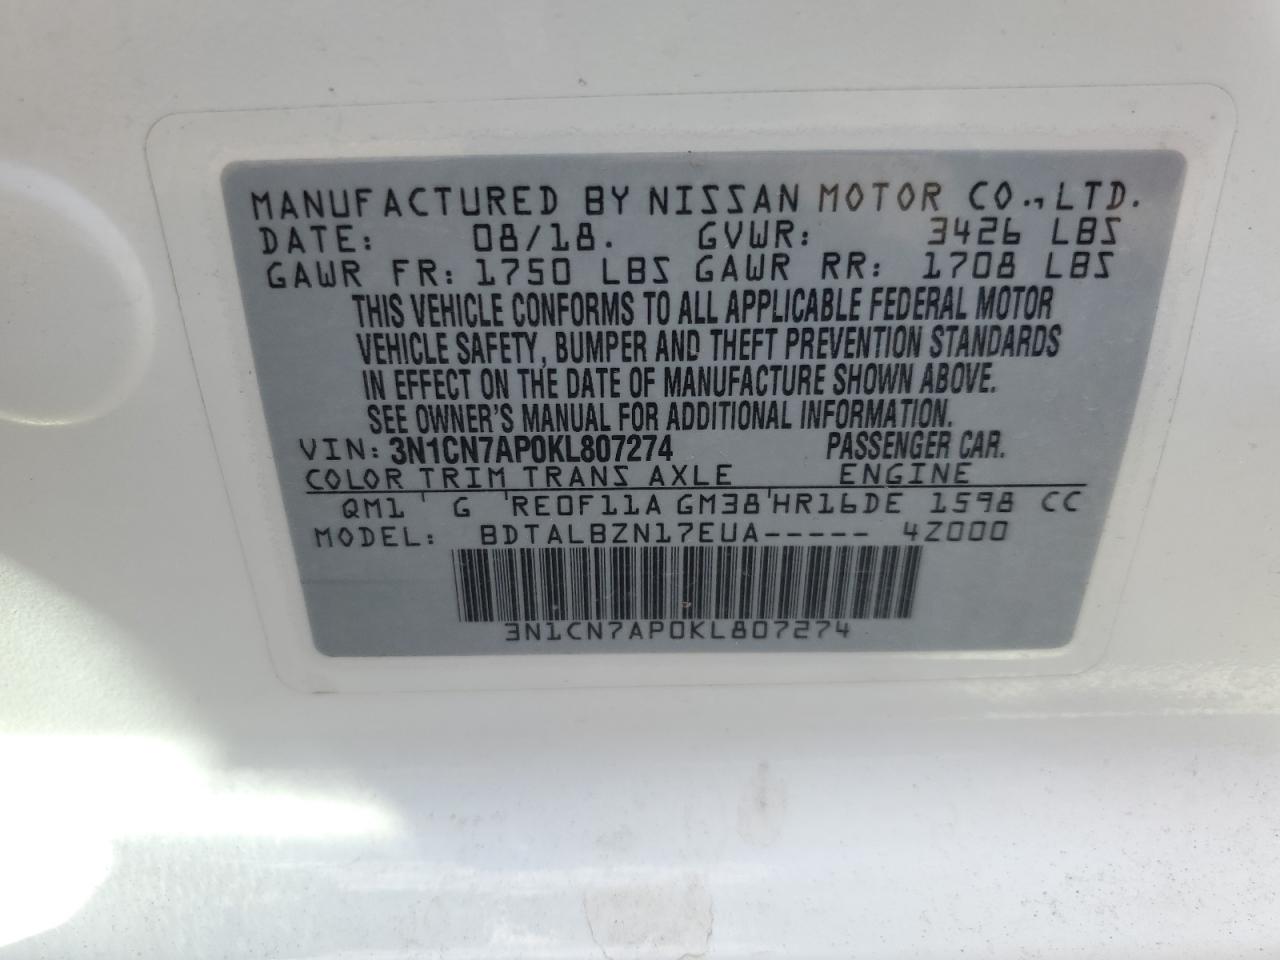 MANUFACTURED BY NISSAN MOTOR CO., LTD.
DATE: 08/18. GVWR: 3426 LBS
GAWR FR: 1750 LBS GAWR RR: 1708 LBS
THIS VEHICLE CONFORMS TO ALL APPLICABLE FEDERAL MOTOR
VEHICLE SAFETY, BUMPER AND THEFT PREVENTION STANDARDS
IN EFFECT ON THE DATE OF MANUFACTURE SHOWN ABOVE.
SEE OWNER'S MANUAL FOR ADDITIONAL INFORMATION.
VIN: 3N1CN7AP0KL807274 PASSENGER CAR.
COLOR TRIM TRANS AXLE ENGINE
QM1 ' G ' RE0F11A GM38 ' HR16DE 1598 CC
MODEL: BDTALBZN17EUA----- 4Z000
3N1CN7AP0KL807274